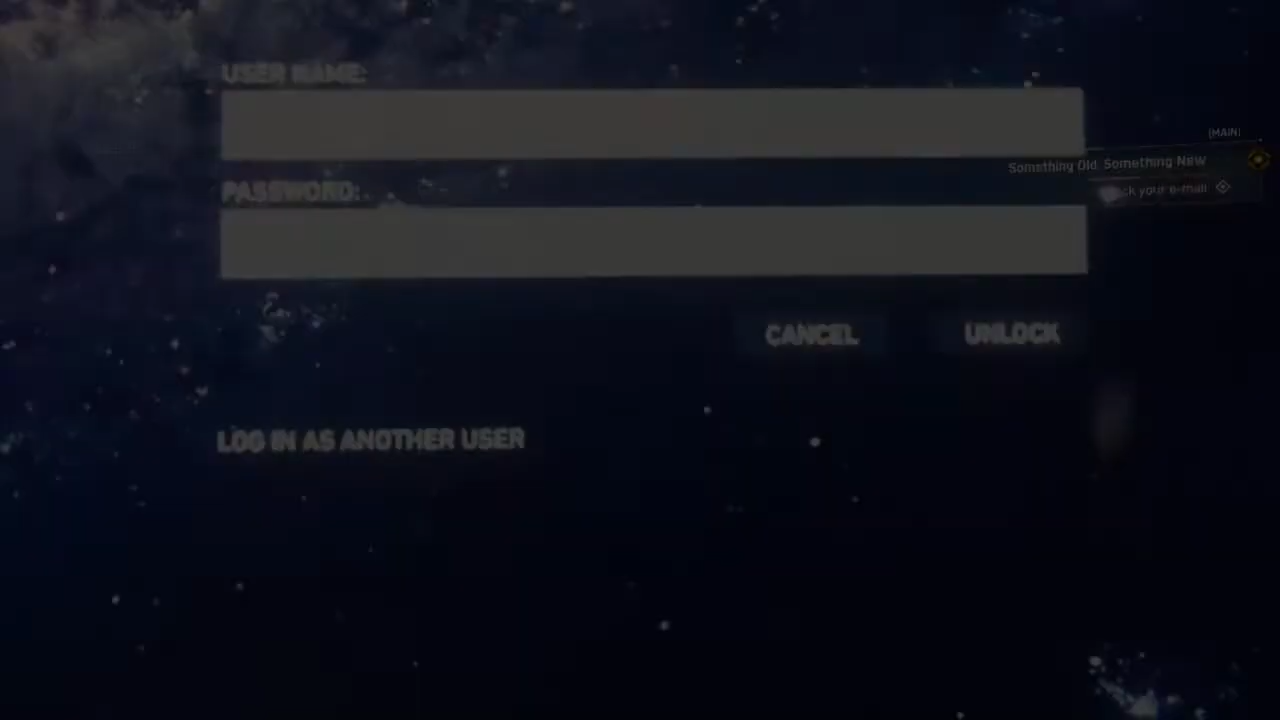 USER NAME:
(MAIN)
Something Old, Something New
PASSWORD:
your e-mail
CANCEL
UNLOCK
LOG IN AS ANOTHER USER